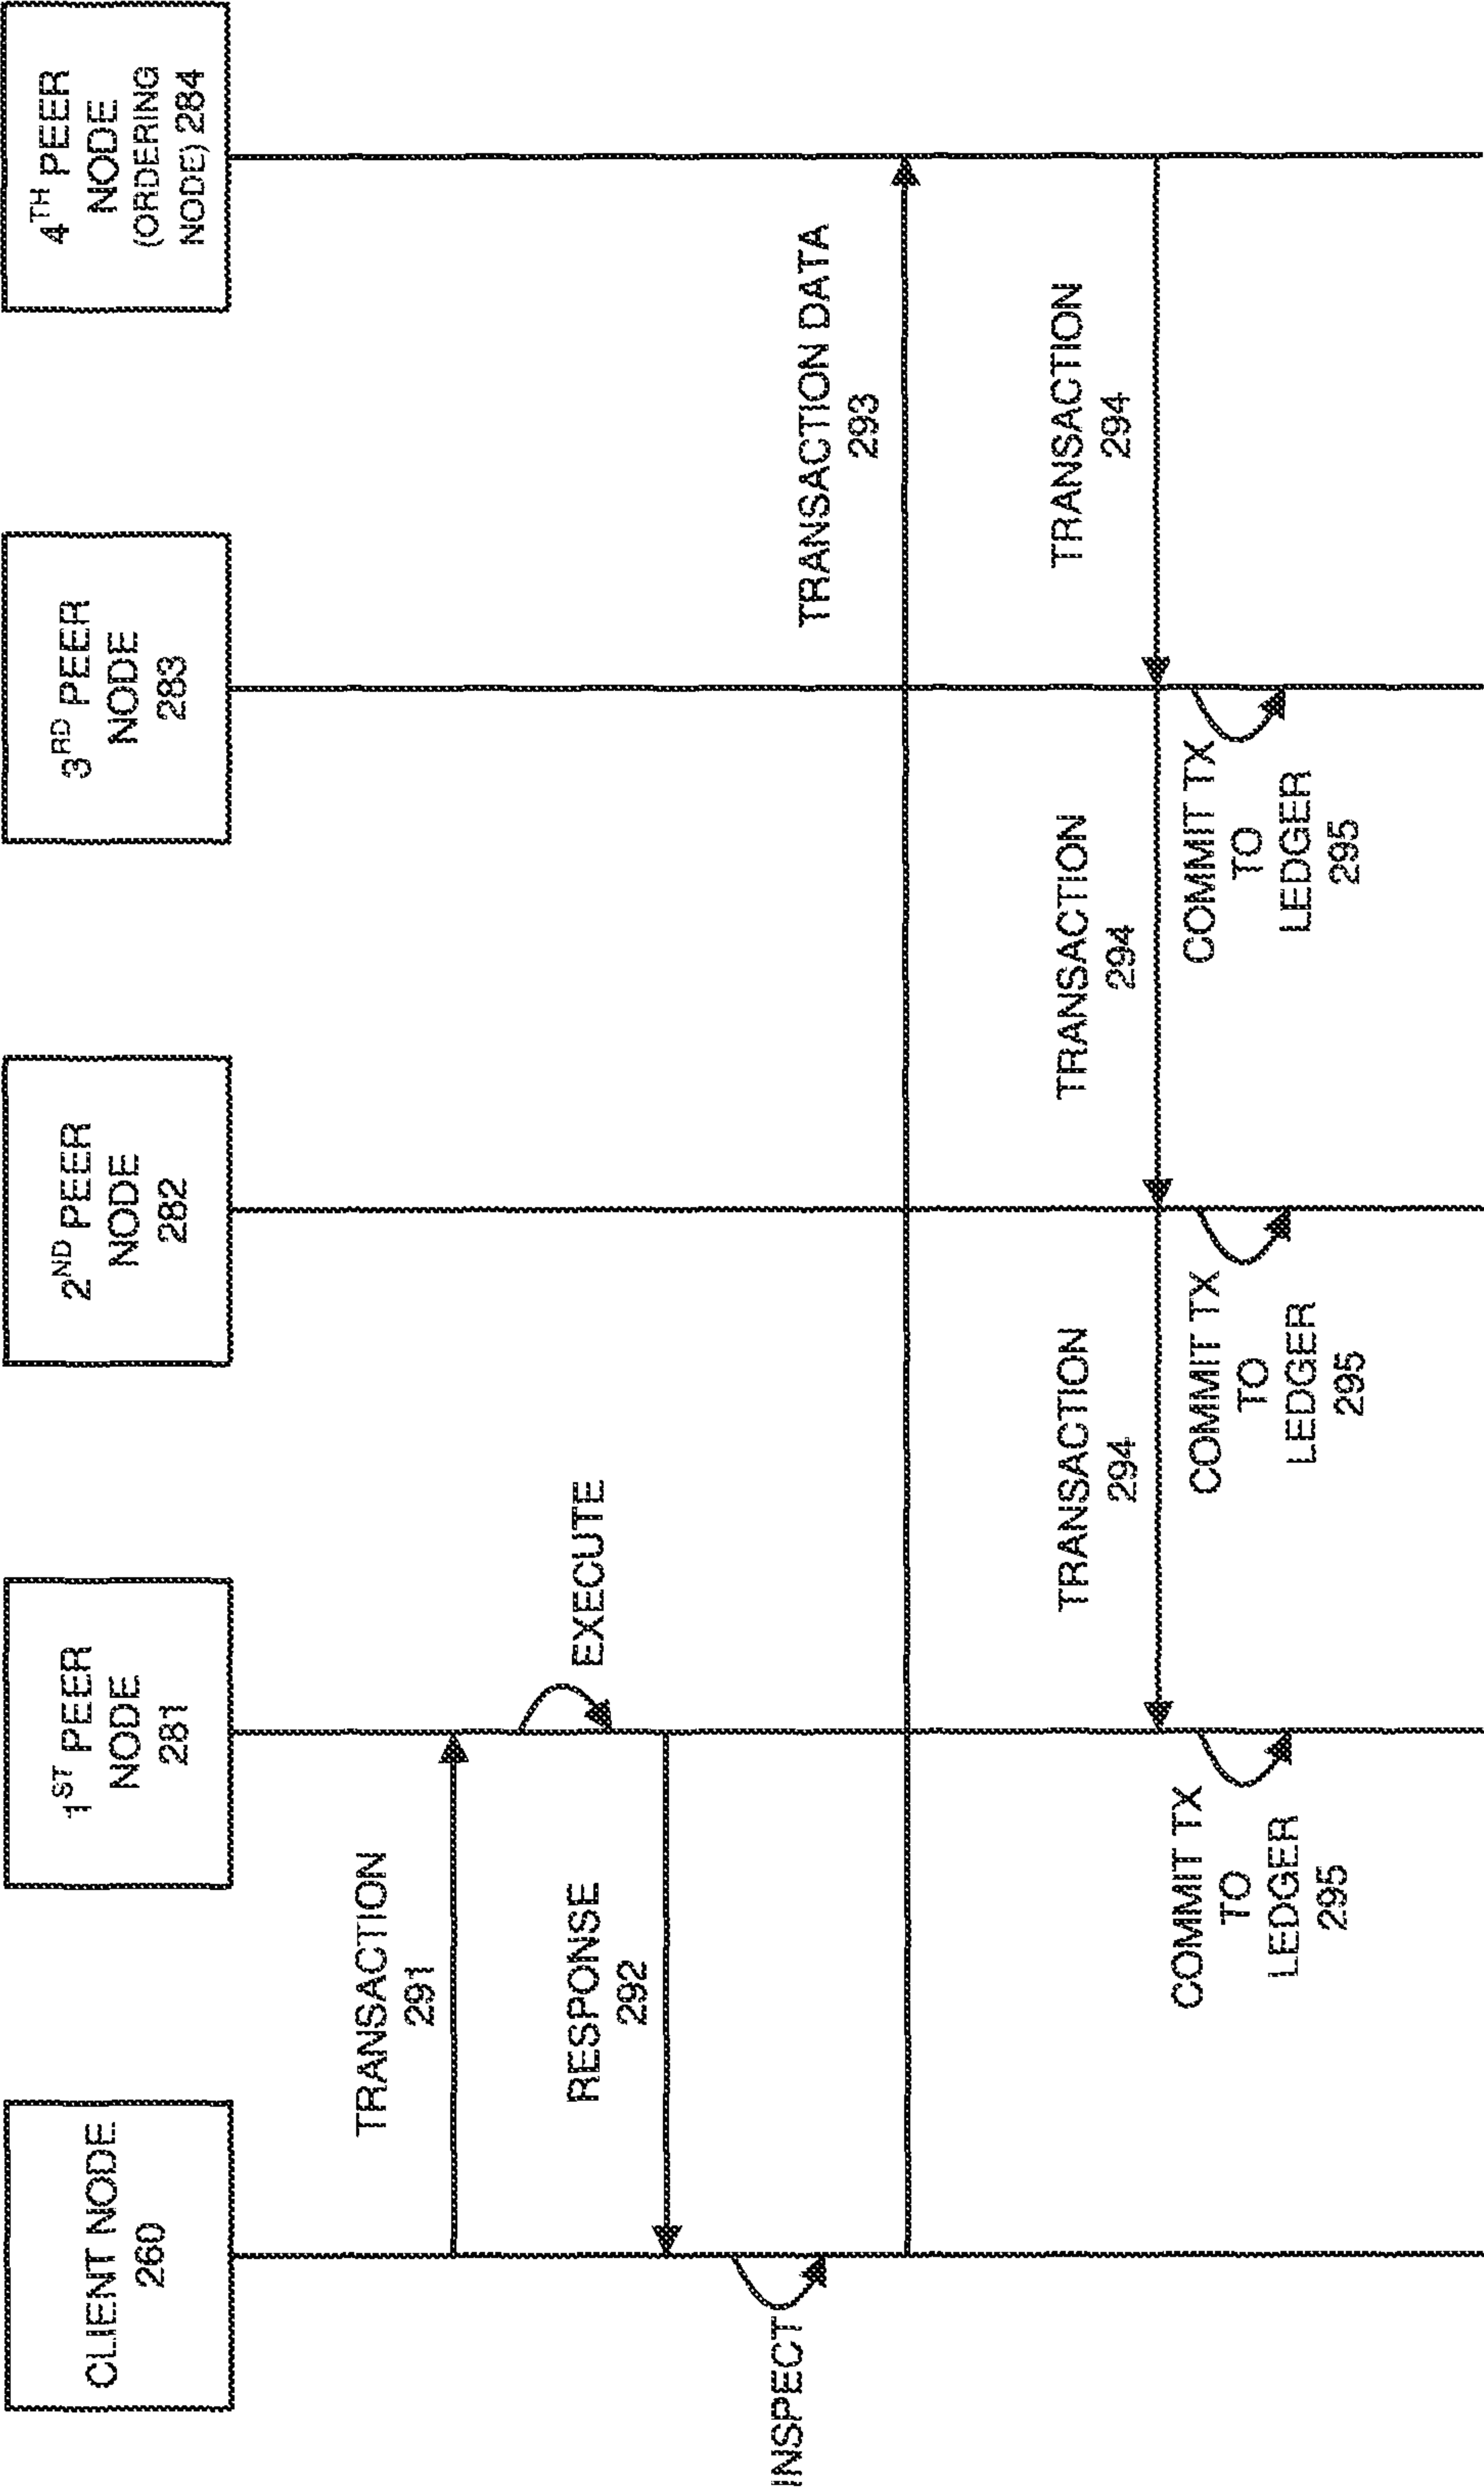 CLIENT NODE
260
1ST PEER
NODE
281
2ND PEER
NODE
282
3RD PEER
NODE
283
4TH PEER
NODE
(ORDERING
NODE) 284
TRANSACTION
291
EXECUTE
RESPONSE
292
INSPECT
TRANSACTION DATA
293
TRANSACTION
294
TRANSACTION
294
TRANSACTION
294
COMMIT TX
TO
LEDGER
295
COMMIT TX
TO
LEDGER
295
COMMIT TX
TO
LEDGER
295